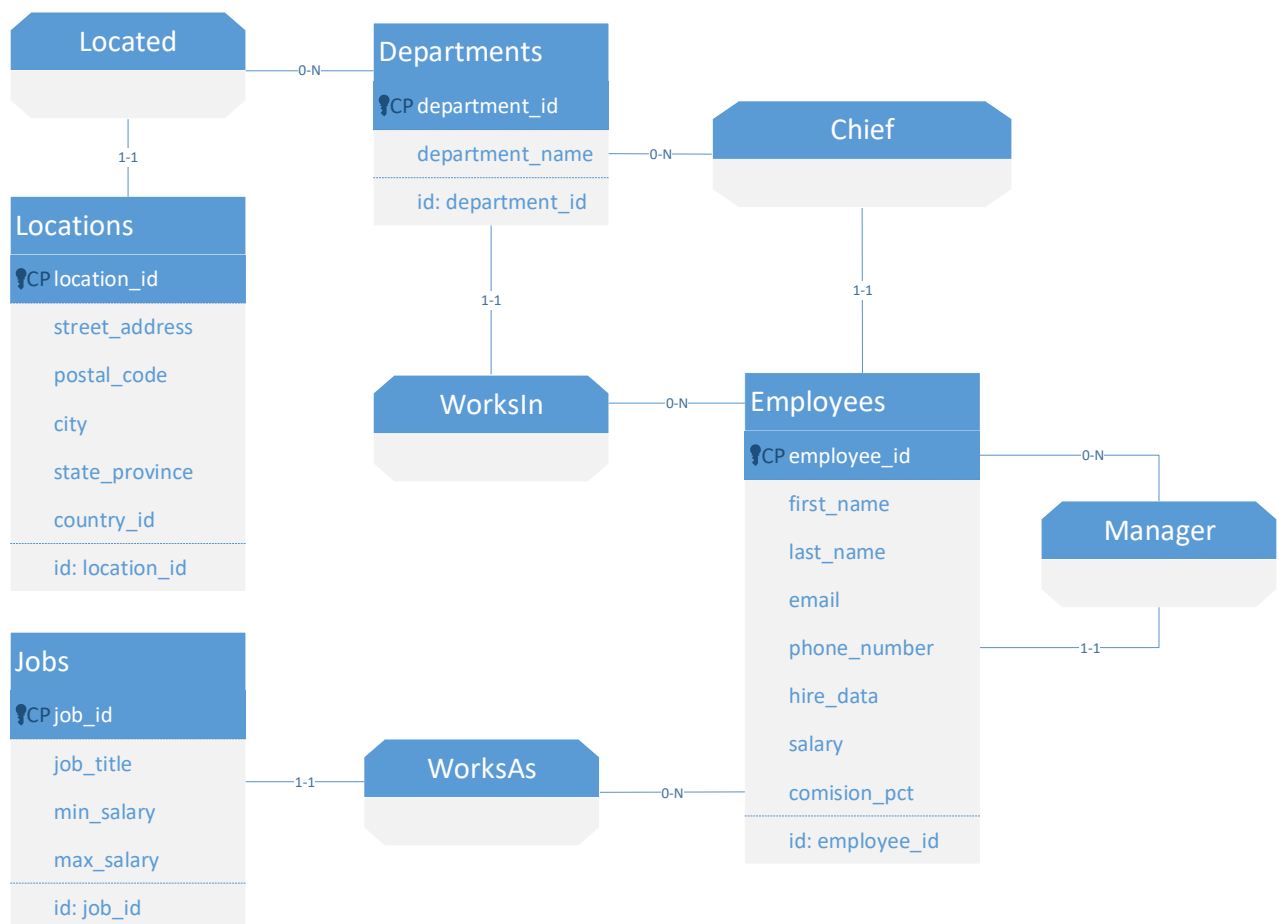 Located
0-N
1-1
Departments
CP department_id
department_name
id: department_id
0-N
Chief
1-1
1-1
Locations
CP location_id
street_address
postal_code
city
state_province
country_id
id: location_id
WorksIn
0-N
Employees
CP employee_id
first_name
last_name
email
phone_number
hire_data
salary
comision_pct
id: employee_id
0-N
Manager
1-1
Jobs
CP job_id
job_title
min_salary
max_salary
id: job_id
1-1
WorksAs
0-N